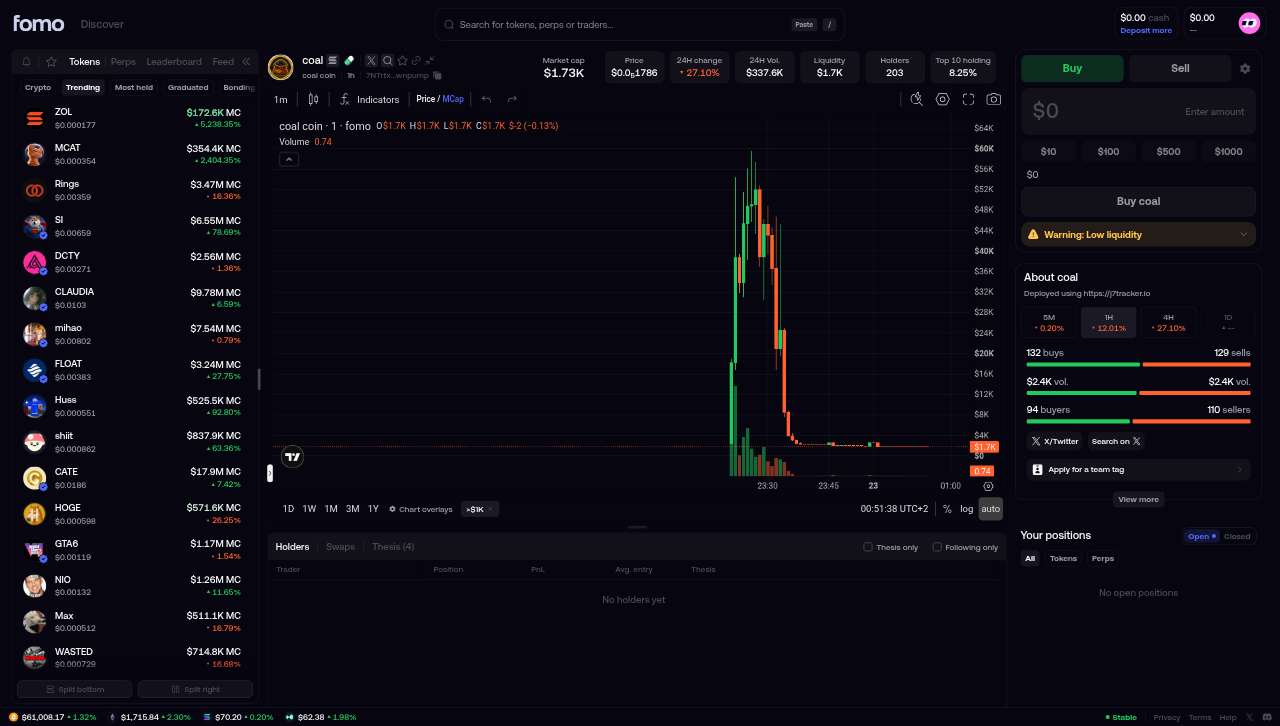 fomo Discover
Search for tokens, perps or traders... Paste /
$0.00 cash
Deposit more
$0.00
—
Tokens Perps Leaderboard Feed
Crypto Trending Most held Graduated Bonding
ZOL $172.6K MC
$0.000177 5,238.35%
MCAT $354.4K MC
$0.000354 2,404.35%
Rings $3.47M MC
$0.00359 16.36%
SI $6.55M MC
$0.00659 78.69%
DCTY $2.56M MC
$0.00271 1.36%
CLAUDIA $9.78M MC
$0.0103 6.59%
mihao $7.54M MC
$0.00802 0.79%
FLOAT $3.24M MC
$0.00383 27.75%
Huss $525.5K MC
$0.000551 92.80%
shiit $837.9K MC
$0.000862 63.36%
CATE $17.9M MC
$0.0186 7.42%
HOGE $571.6K MC
$0.000598 26.25%
GTA6 $1.17M MC
$0.00119 1.54%
NIO $1.26M MC
$0.00132 11.65%
Max $511.1K MC
$0.000512 16.79%
WASTED $714.8K MC
$0.000729 16.68%
Split bottom Split right
coal
coal coin 1h 7NTrtx...wnpump
Market cap
$1.73K
Price
$0.0₅1786
24H change
27.10%
24H Vol.
$337.6K
Liquidity
$1.7K
Holders
203
Top 10 holding
8.25%
1m Indicators Price / MCap
coal coin · 1 · fomo O$1.7K H$1.7K L$1.7K C$1.7K $-2 (−0.13%)
Volume 0.74
$64K
$60K
$56K
$52K
$48K
$44K
$40K
$36K
$32K
$28K
$24K
$20K
$16K
$12K
$8K
$4K
$1.7K
$0
0.74
23:30 23:45 23 01:00
1D 1W 1M 3M 1Y Chart overlays >$1K 00:51:38 UTC+2 % log auto
Holders Swaps Thesis (4) Thesis only Following only
Trader Position PnL Avg. entry Thesis
No holders yet
Buy Sell
$0 Enter amount
$10 $100 $500 $1000
$0
Buy coal
Warning: Low liquidity
About coal
Deployed using https://j7tracker.io
5M 1H 4H 1D
0.20% 12.01% 27.10% --
132 buys 129 sells
$2.4K vol. $2.4K vol.
94 buyers 110 sellers
X/Twitter Search on X
Apply for a team tag
View more
Your positions Open Closed
All Tokens Perps
No open positions
$61,008.17 1.32% $1,715.84 2.30% $70.20 0.20% $62.38 1.98%
Stable Privacy Terms Help